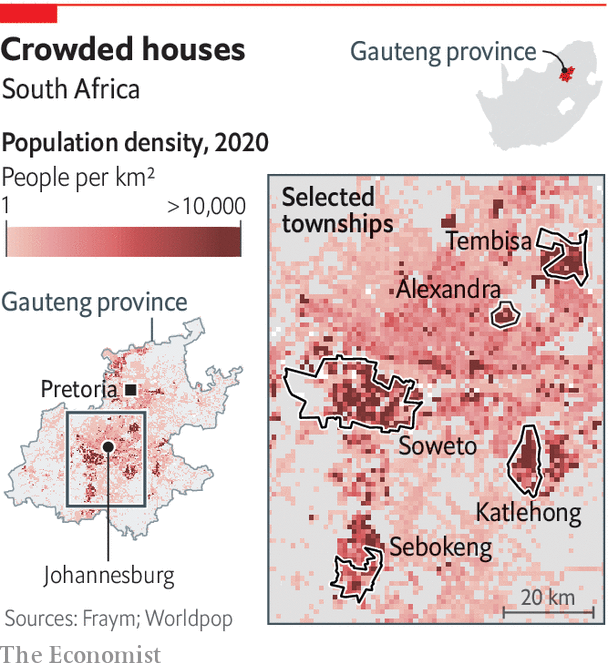 Crowded houses
South Africa
Gauteng province
Population density, 2020
People per km²
1
>10,000
Gauteng province
Pretoria
Johannesburg
Selected
townships
Tembisa
Alexandra
Soweto
Katlehong
Sebokeng
20 km
Sources: Fraym; Worldpop
The Economist